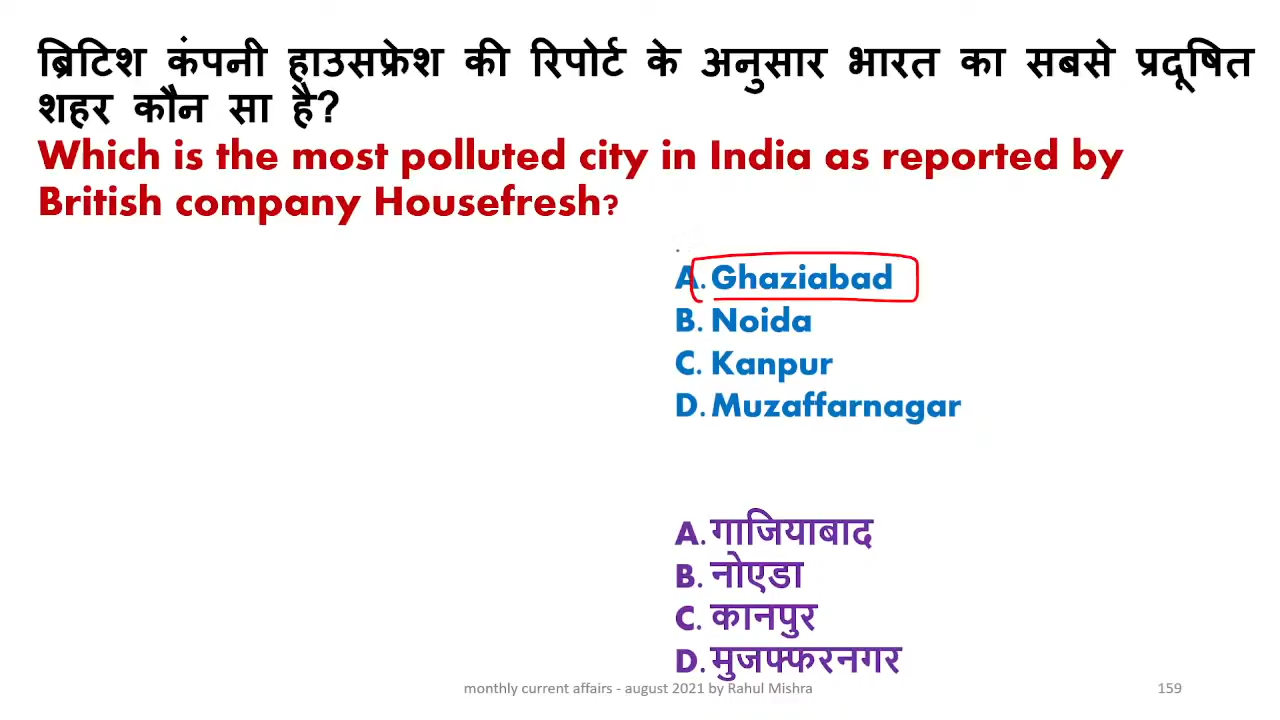 ब्रिटिश कंपनी हाउसफ्रेश की रिपोर्ट के अनुसार भारत का सबसे प्रदूषित
शहर कौन सा है?
Which is the most polluted city in India as reported by
British company Housefresh?
A. Ghaziabad
B. Noida
C. Kanpur
D. Muzaffarnagar
A. गाजियाबाद
B. नोएडा
C. कानपुर
D. मुजफ्फरनगर
monthly current affairs - august 2021 by Rahul Mishra
159